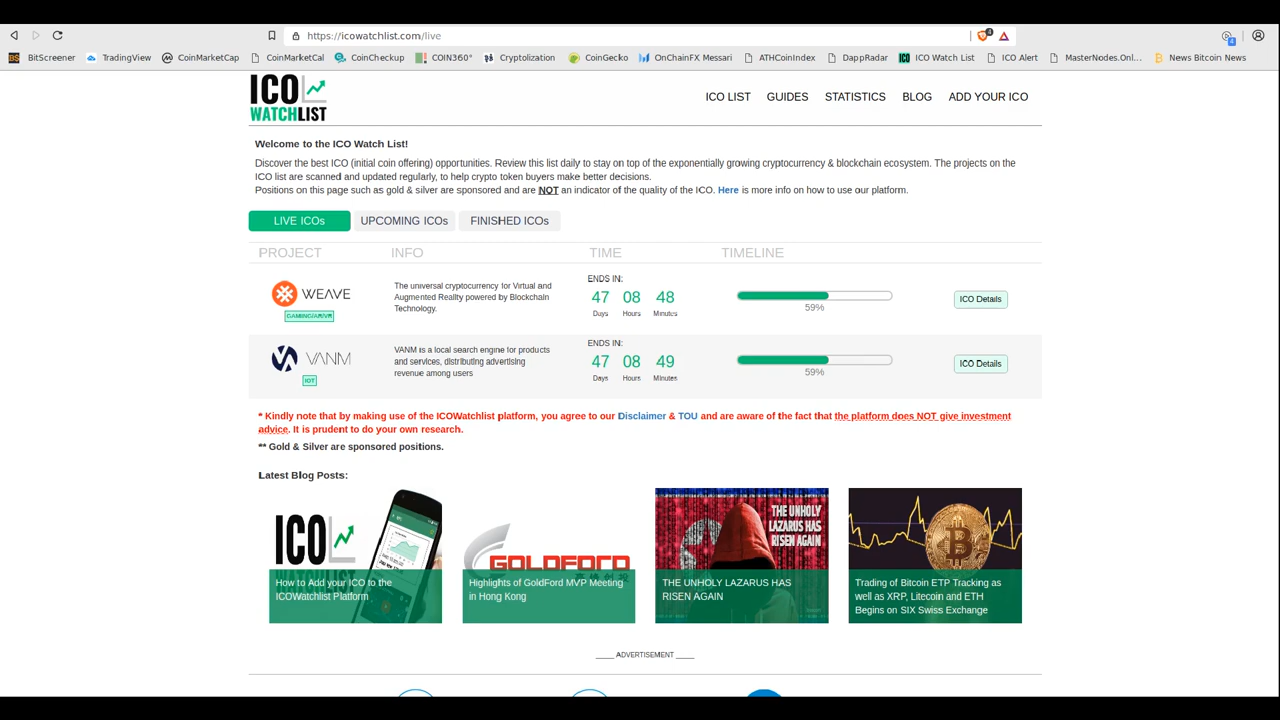 https://icowatchlist.com/live
4
4
BitScreener TradingView CoinMarketCap CoinMarketCal CoinCheckup COIN360° Cryptolization CoinGecko OnChainFX Messari ATHCoinIndex DappRadar ICO Watch List ICO Alert MasterNodes.Onl... News Bitcoin News
ICO
WATCHLIST
ICO LIST GUIDES STATISTICS BLOG ADD YOUR ICO
Welcome to the ICO Watch List!
Discover the best ICO (initial coin offering) opportunities. Review this list daily to stay on top of the exponentially growing cryptocurrency & blockchain ecosystem. The projects on the
ICO list are scanned and updated regularly, to help crypto token buyers make better decisions.
Positions on this page such as gold & silver are sponsored and are NOT an indicator of the quality of the ICO. Here is more info on how to use our platform.
LIVE ICOs UPCOMING ICOs FINISHED ICOs
PROJECT INFO TIME TIMELINE
WEAVE
GAMING/AR/VR
The universal cryptocurrency for Virtual and
Augmented Reality powered by Blockchain
Technology.
ENDS IN:
47 08 48
Days Hours Minutes
59%
ICO Details
VANM
IOT
VANM is a local search engine for products
and services, distributing advertising
revenue among users
ENDS IN:
47 08 49
Days Hours Minutes
59%
ICO Details
* Kindly note that by making use of the ICOWatchlist platform, you agree to our Disclaimer & TOU and are aware of the fact that the platform does NOT give investment
advice. It is prudent to do your own research.
** Gold & Silver are sponsored positions.
Latest Blog Posts:
ICO
WATCHLIST
How to Add your ICO to the
ICOWatchlist Platform
GOLDFORD
Highlights of GoldFord MVP Meeting
in Hong Kong
THE UNHOLY
LAZARUS HAS
RISEN AGAIN
THE UNHOLY LAZARUS HAS
RISEN AGAIN
Trading of Bitcoin ETP Tracking as
well as XRP, Litecoin and ETH
Begins on SIX Swiss Exchange
_____ ADVERTISEMENT _____